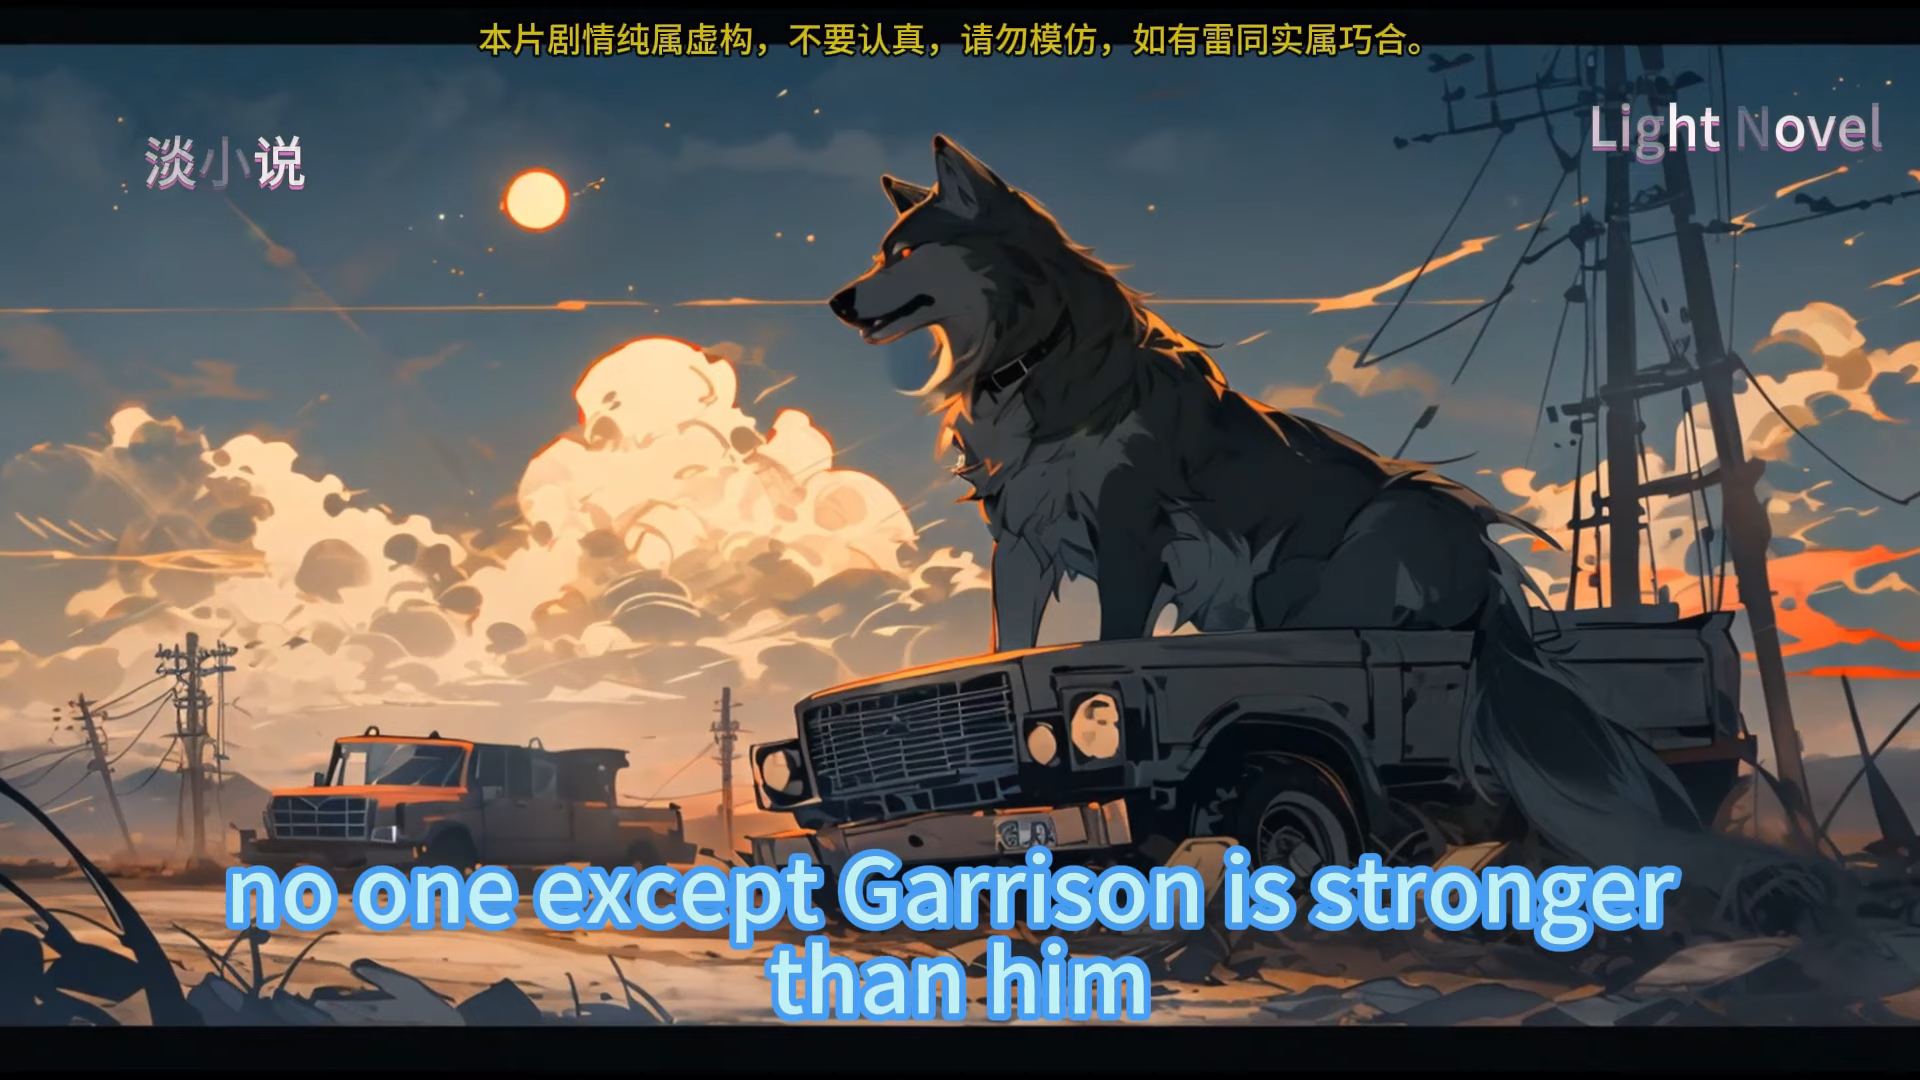 本片剧情纯属虚构，不要认真，请勿模仿，如有雷同实属巧合。
淡小说
Light Novel
no one except Garrison is stronger
than him